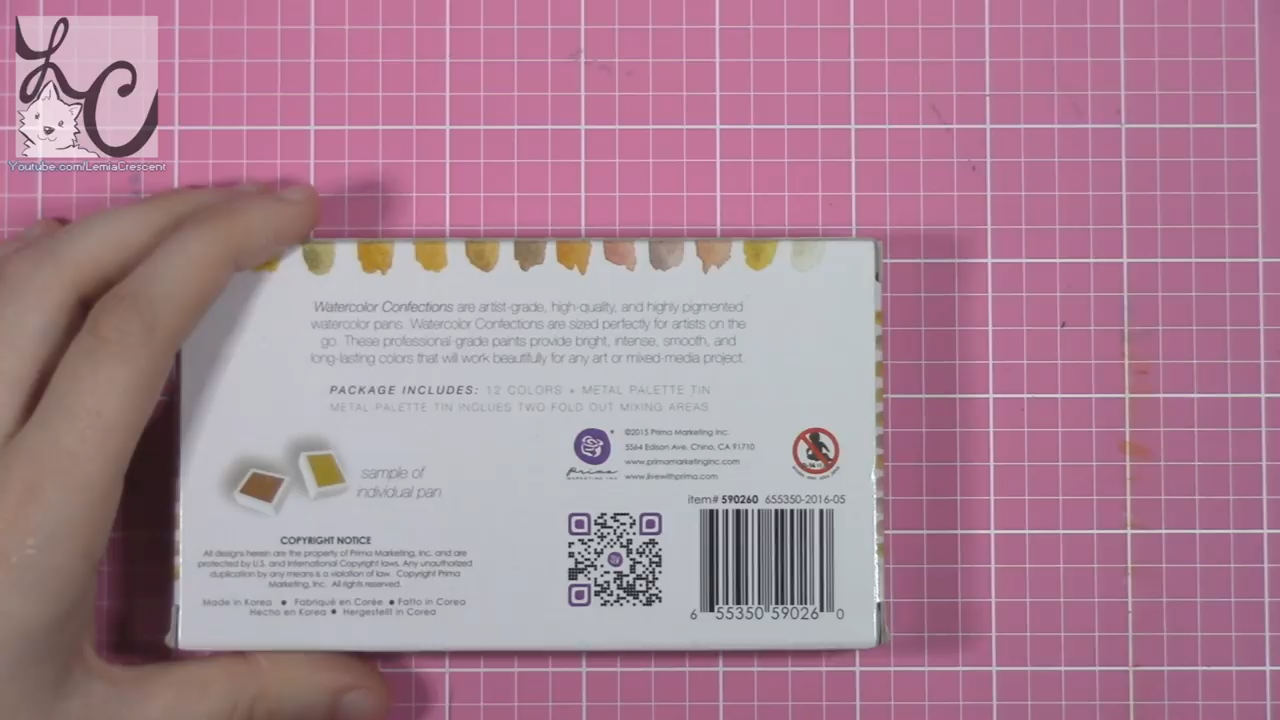 LC
Youtube.com/LemiaCrescent
Watercolor Confections are artist-grade, high-quality, and highly pigmented
watercolor pans. Watercolor Confections are sized perfectly for artists on the
go. These professional-grade paints provide bright, intense, smooth, and
long-lasting colors that will work beautifully for any art or mixed-media project.
PACKAGE INCLUDES: 12 COLORS + METAL PALETTE TIN
METAL PALETTE TIN INCLUES TWO FOLD OUT MIXING AREAS
sample of
individual pan
Prima
MARKETING INC
©2015 Prima Marketing Inc.
5564 Edison Ave, Chino, CA 91710
www.primamarketinginc.com
www.livewithprima.com
item# 590260 655350-2016-05
COPYRIGHT NOTICE
All designs herein are the property of Prima Marketing, Inc. and are
protected by U.S. and International Copyright laws. Any unauthorized
duplication by any means is a violation of law. Copyright Prima
Marketing, Inc. All rights reserved.
Made in Korea • Fabriqué en Corée • Fatto in Corea
Hecho en Korea • Hergestellt in Corea
6 55350 59026 0